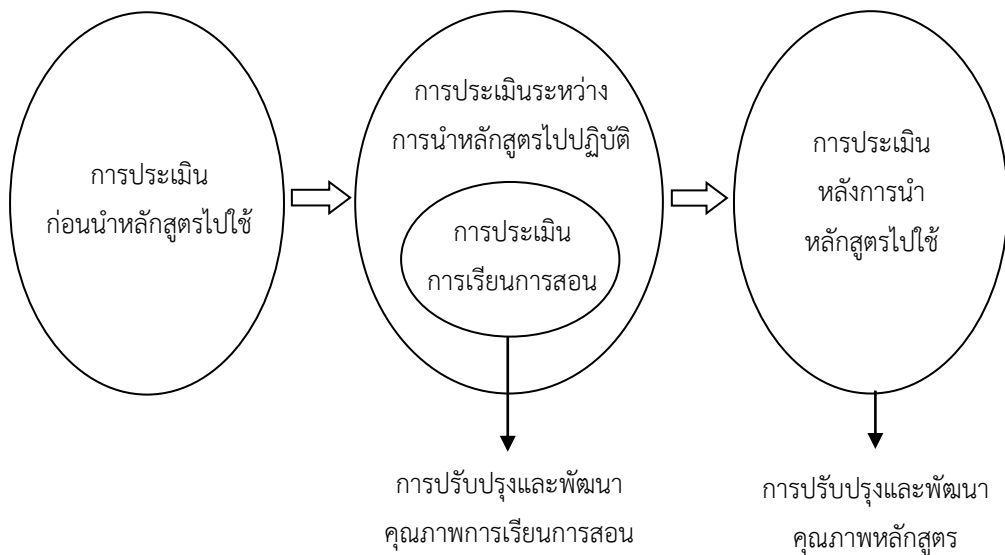 การประเมิน
ก่อนนำหลักสูตรไปใช้
การประเมินระหว่าง
การนำหลักสูตรไปปฏิบัติ
การประเมิน
การเรียนการสอน
การประเมิน
หลังการนำ
หลักสูตรไปใช้
การปรับปรุงและพัฒนา
คุณภาพการเรียนการสอน
การปรับปรุงและพัฒนา
คุณภาพหลักสูตร